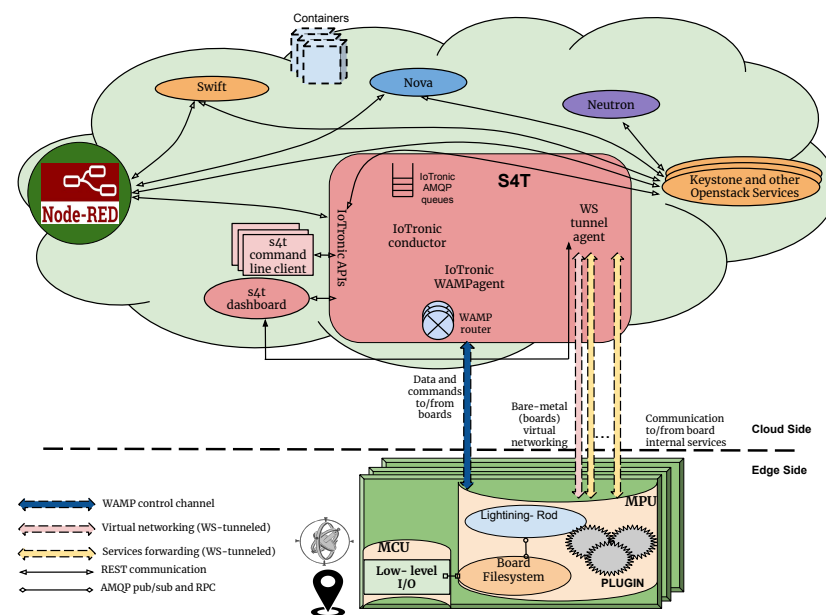 Containers
Swift
Nova
Neutron
Keystone and other
Openstack Services
Node-RED
S4T
IoTronic
AMQP
queues
IoTronic APIs
IoTronic
conductor
WS
tunnel
agent
s4t
command
line client
s4t
dashboard
IoTronic
WAMPagent
WAMP
router
Data and
commands
to/from
boards
Bare-metal
(boards)
virtual
networking
...
Communication
to/from board
internal services
Cloud Side
Edge Side
WAMP control channel
Virtual networking (WS-tunneled)
Services forwarding (WS-tunneled)
REST communication
AMQP pub/sub and RPC
MPU
Lightining- Rod
MCU
Low- level
I/O
Board
Filesystem
PLUGIN